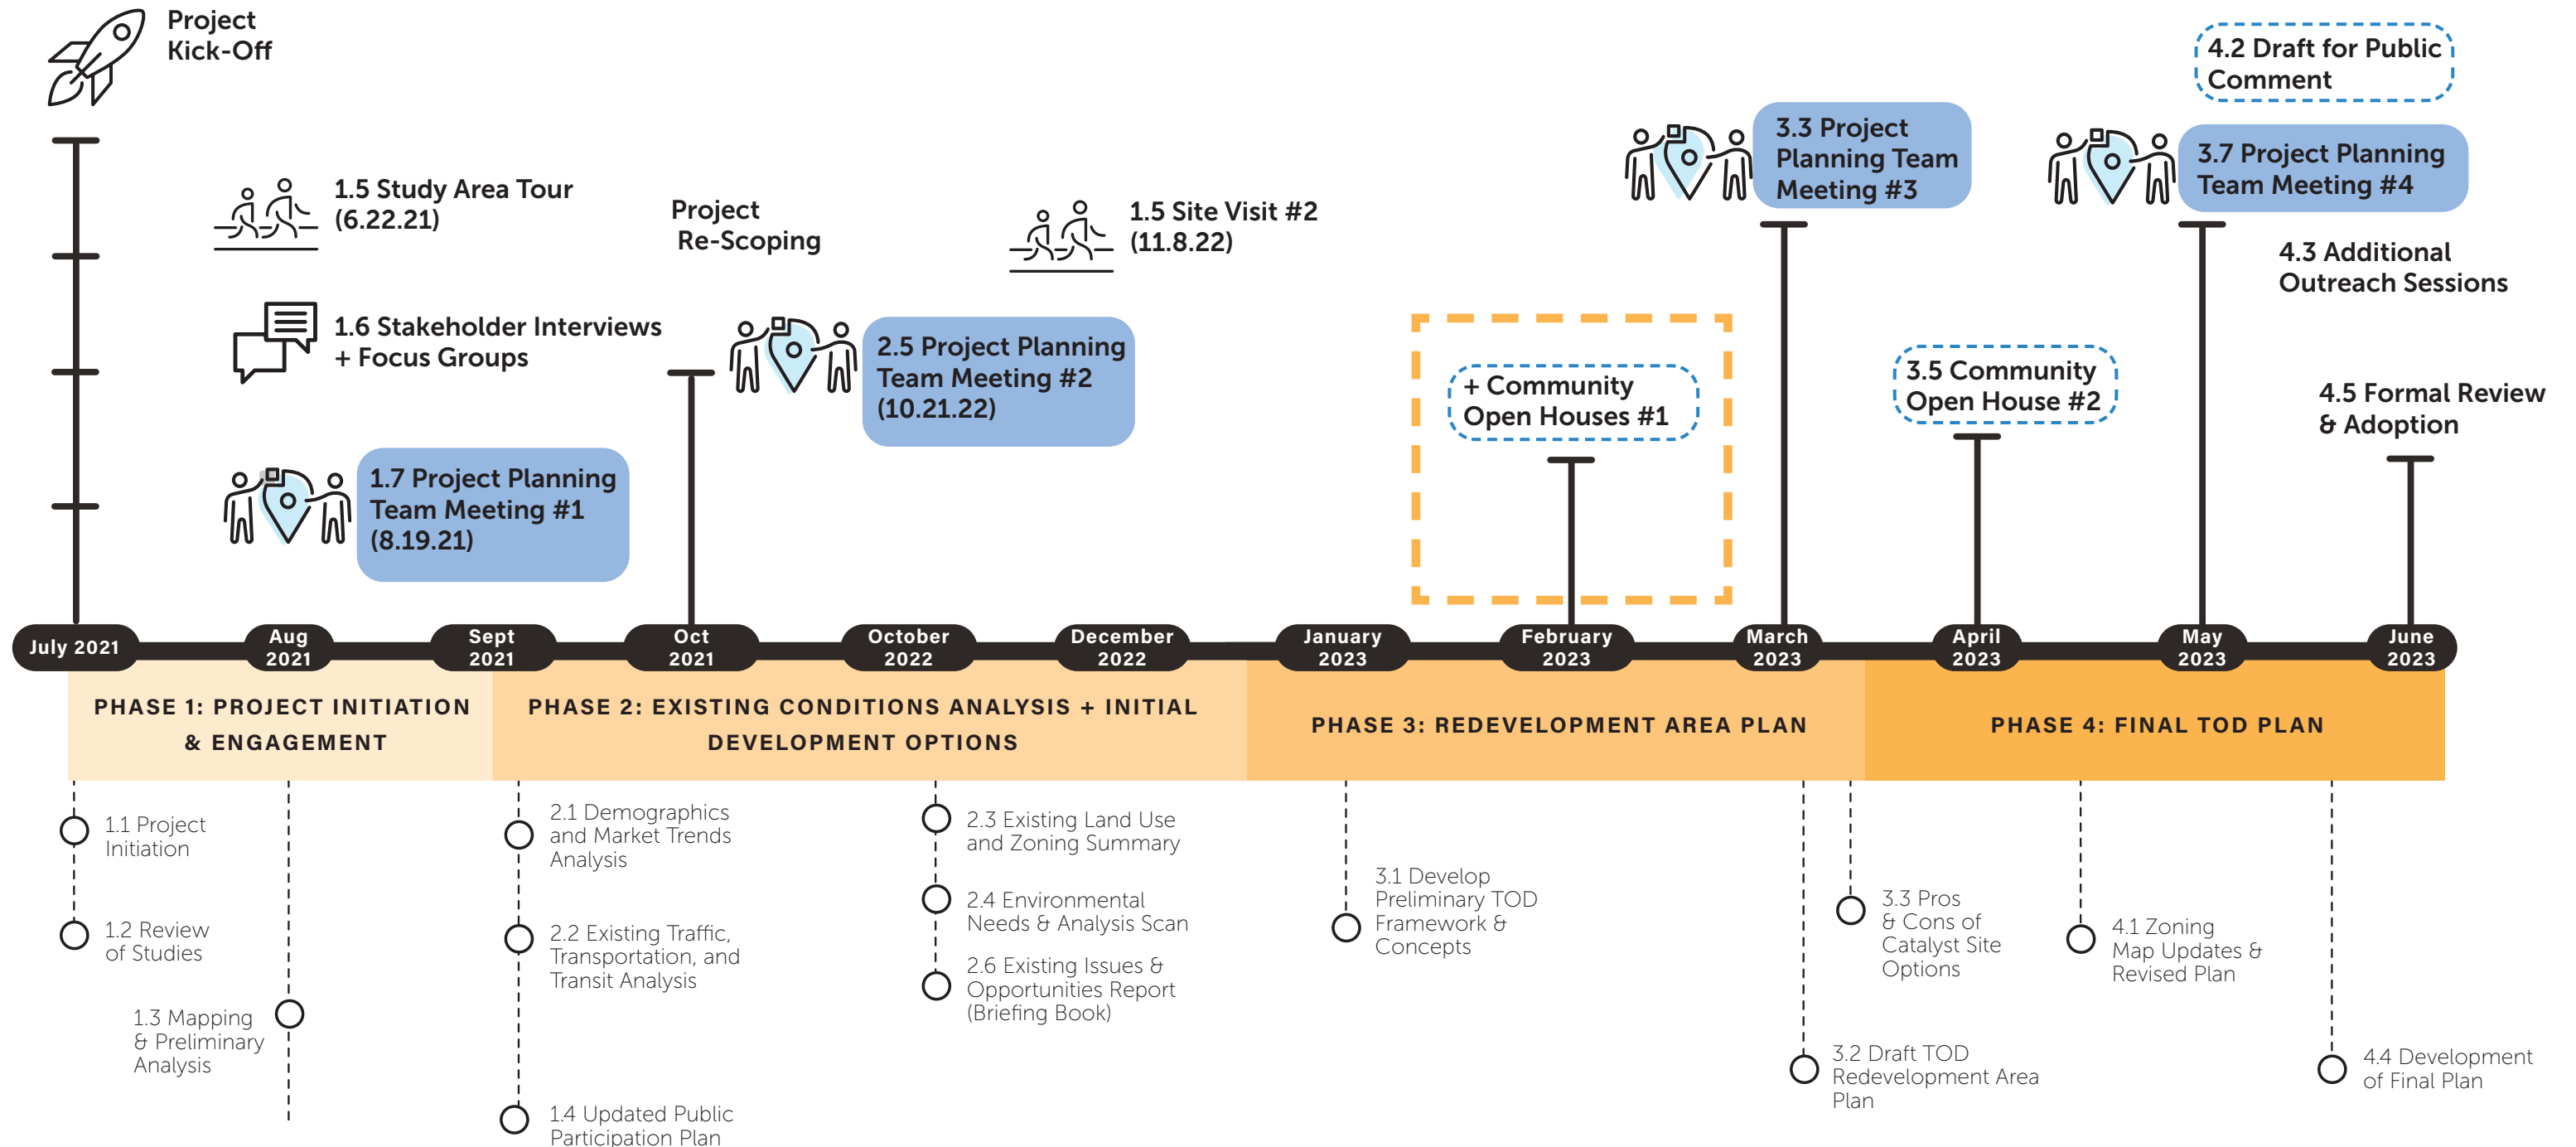 Project
Kick-Off
1.5 Study Area Tour
(6.22.21)
1.6 Stakeholder Interviews
+ Focus Groups
1.7 Project Planning
Team Meeting #1
(8.19.21)
Project
Re-Scoping
2.5 Project Planning
Team Meeting #2
(10.21.22)
1.5 Site Visit #2
(11.8.22)
+ Community
Open Houses #1
3.3 Project
Planning Team
Meeting #3
3.5 Community
Open House #2
4.2 Draft for Public
Comment
3.7 Project Planning
Team Meeting #4
4.3 Additional
Outreach Sessions
4.5 Formal Review
& Adoption
July 2021
Aug
2021
Sept
2021
Oct
2021
October
2022
December
2022
January
2023
February
2023
March
2023
April
2023
May
2023
June
2023
PHASE 1: PROJECT INITIATION
& ENGAGEMENT
PHASE 2: EXISTING CONDITIONS ANALYSIS + INITIAL
DEVELOPMENT OPTIONS
PHASE 3: REDEVELOPMENT AREA PLAN
PHASE 4: FINAL TOD PLAN
1.1 Project
Initiation
1.2 Review
of Studies
1.3 Mapping
& Preliminary
Analysis
2.1 Demographics
and Market Trends
Analysis
2.2 Existing Traffic,
Transportation, and
Transit Analysis
1.4 Updated Public
Participation Plan
2.3 Existing Land Use
and Zoning Summary
2.4 Environmental
Needs & Analysis Scan
2.6 Existing Issues &
Opportunities Report
(Briefing Book)
3.1 Develop
Preliminary TOD
Framework &
Concepts
3.3 Pros
& Cons of
Catalyst Site
Options
3.2 Draft TOD
Redevelopment Area
Plan
4.1 Zoning
Map Updates &
Revised Plan
4.4 Development
of Final Plan